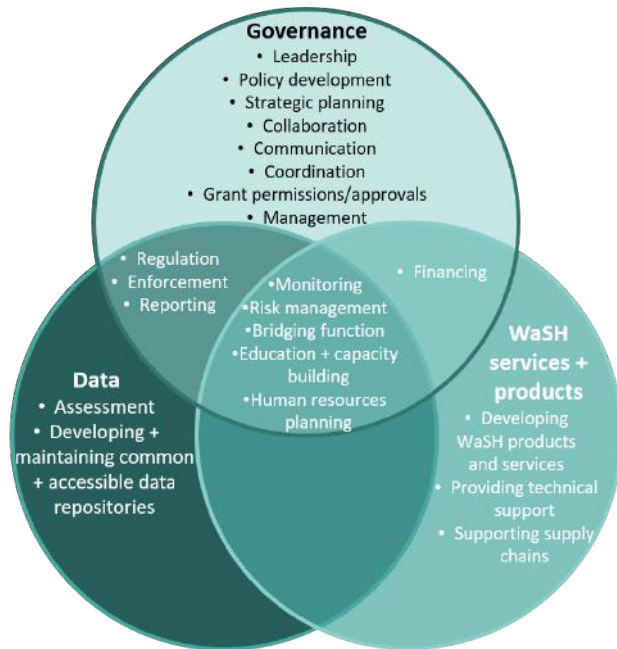 Governance
• Leadership
• Policy development
• Strategic planning
• Collaboration
• Communication
• Coordination
• Grant permissions/approvals
• Management
• Regulation
• Enforcement
• Reporting
• Monitoring
• Risk management
• Bridging function
• Education + capacity
building
• Human resources
planning
• Financing
Data
• Assessment
• Developing +
maintaining common
+ accessible data
repositories
WaSH
services +
products
• Developing
WaSH products
and services
• Providing technical
support
• Supporting supply
chains